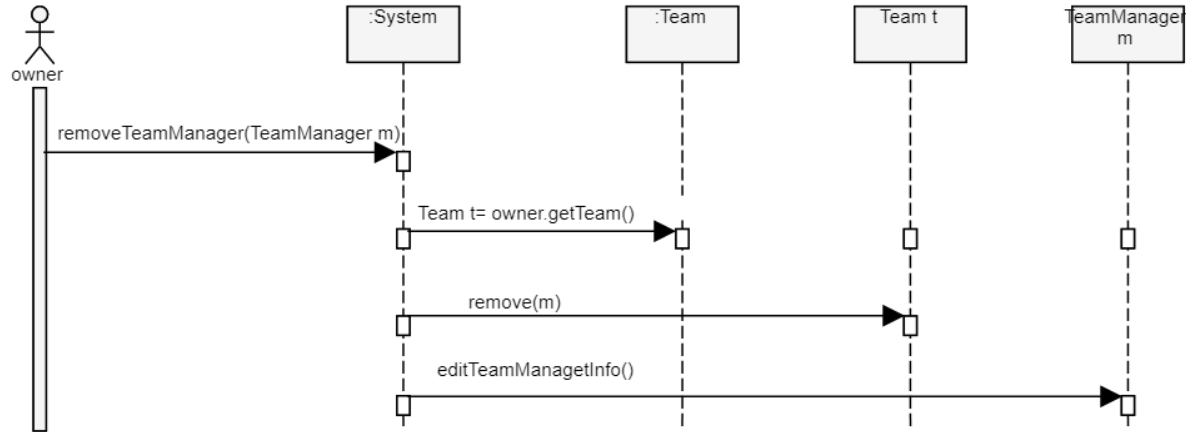 :System
:Team
Team t
TeamManager
m
owner
removeTeamManager(TeamManager m)
Team t= owner.getTeam()
remove(m)
editTeamManagetInfo()